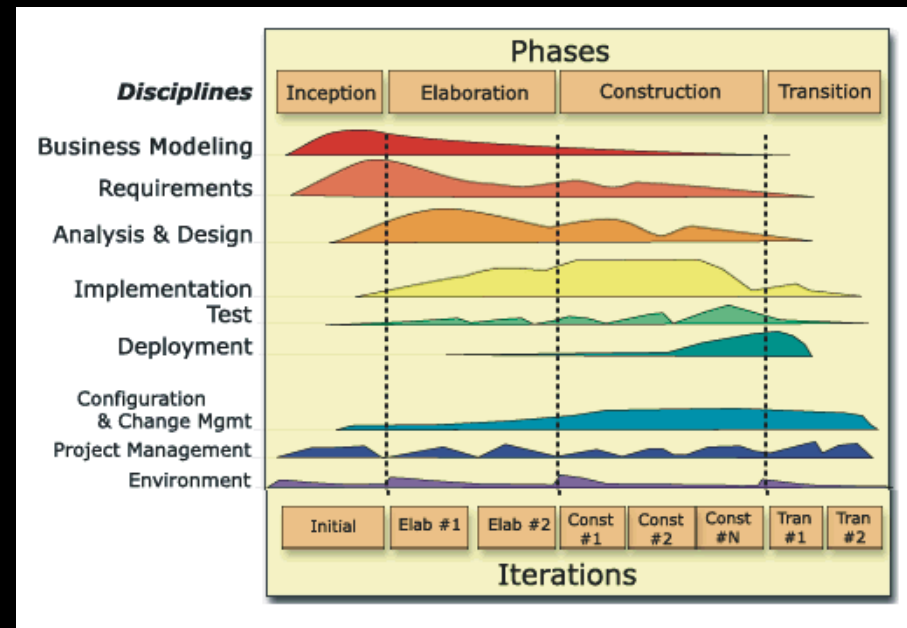 Phases
Disciplines
Inception
Elaboration
Construction
Transition
Business Modeling
Requirements
Analysis & Design
Implementation
Test
Deployment
Configuration
& Change Mgmt
Project Management
Environment
Initial
Elab #1
Elab #2
Const
#1
Const
#2
Const
#N
Tran
#1
Tran
#2
Iterations